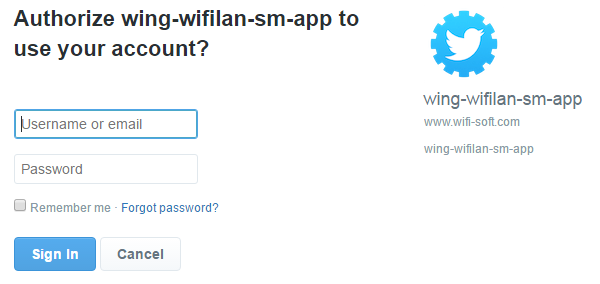 Authorize wing-wifilan-sm-app to
use your account?
Username or email
Password
Remember me · Forgot password?
Sign In
Cancel
wing-wifilan-sm-app
www.wifi-soft.com
wing-wifilan-sm-app